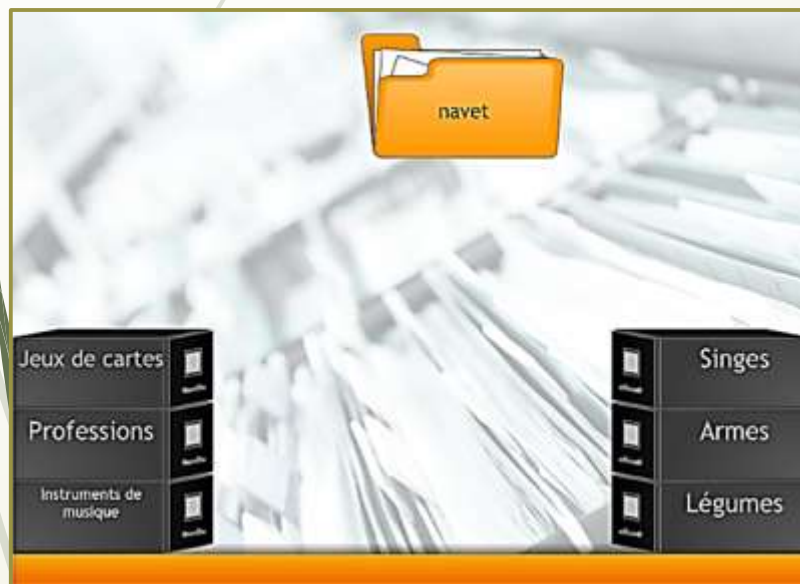 navet
Jeux de cartes
Professions
Instruments de
musique
Singes
Armes
Légumes